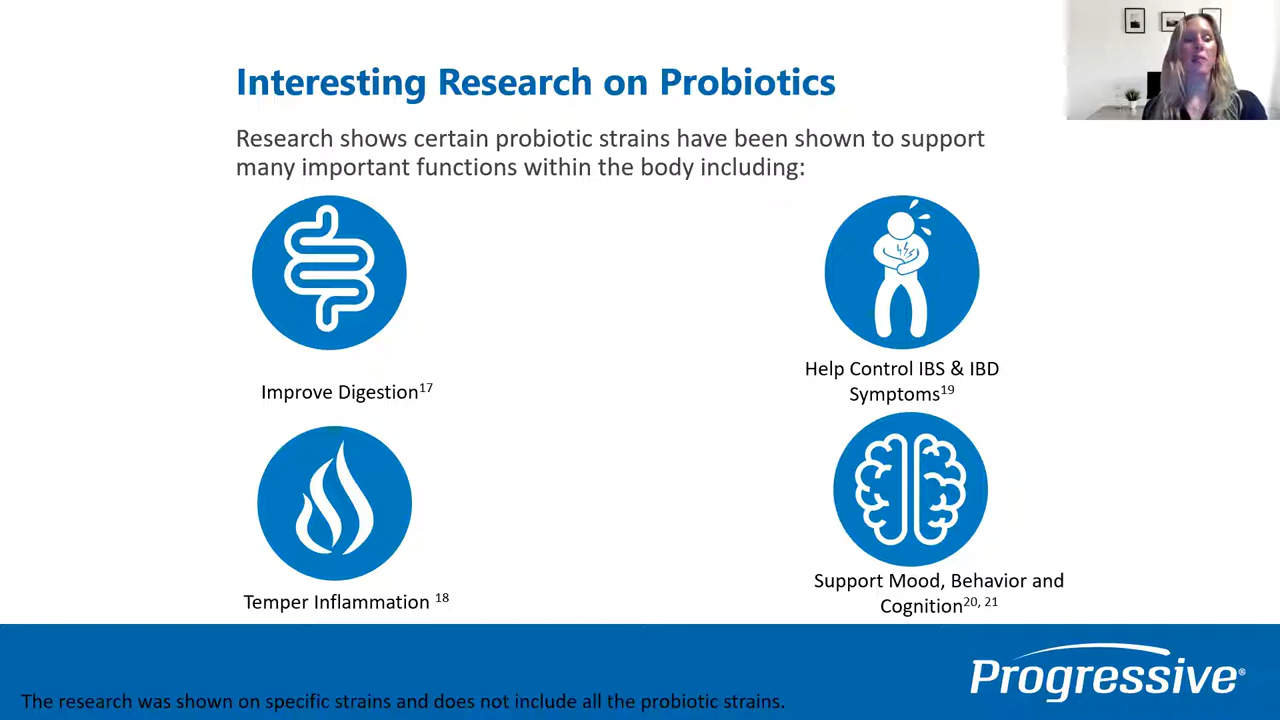 Interesting Research on Probiotics
Research shows certain probiotic strains have been shown to support
many important functions within the body including:
Improve Digestion17
Help Control IBS & IBD
Symptoms19
Temper Inflammation 18
Support Mood, Behavior and
Cognition20, 21
Progressive®
The research was shown on specific strains and does not include all the probiotic strains.